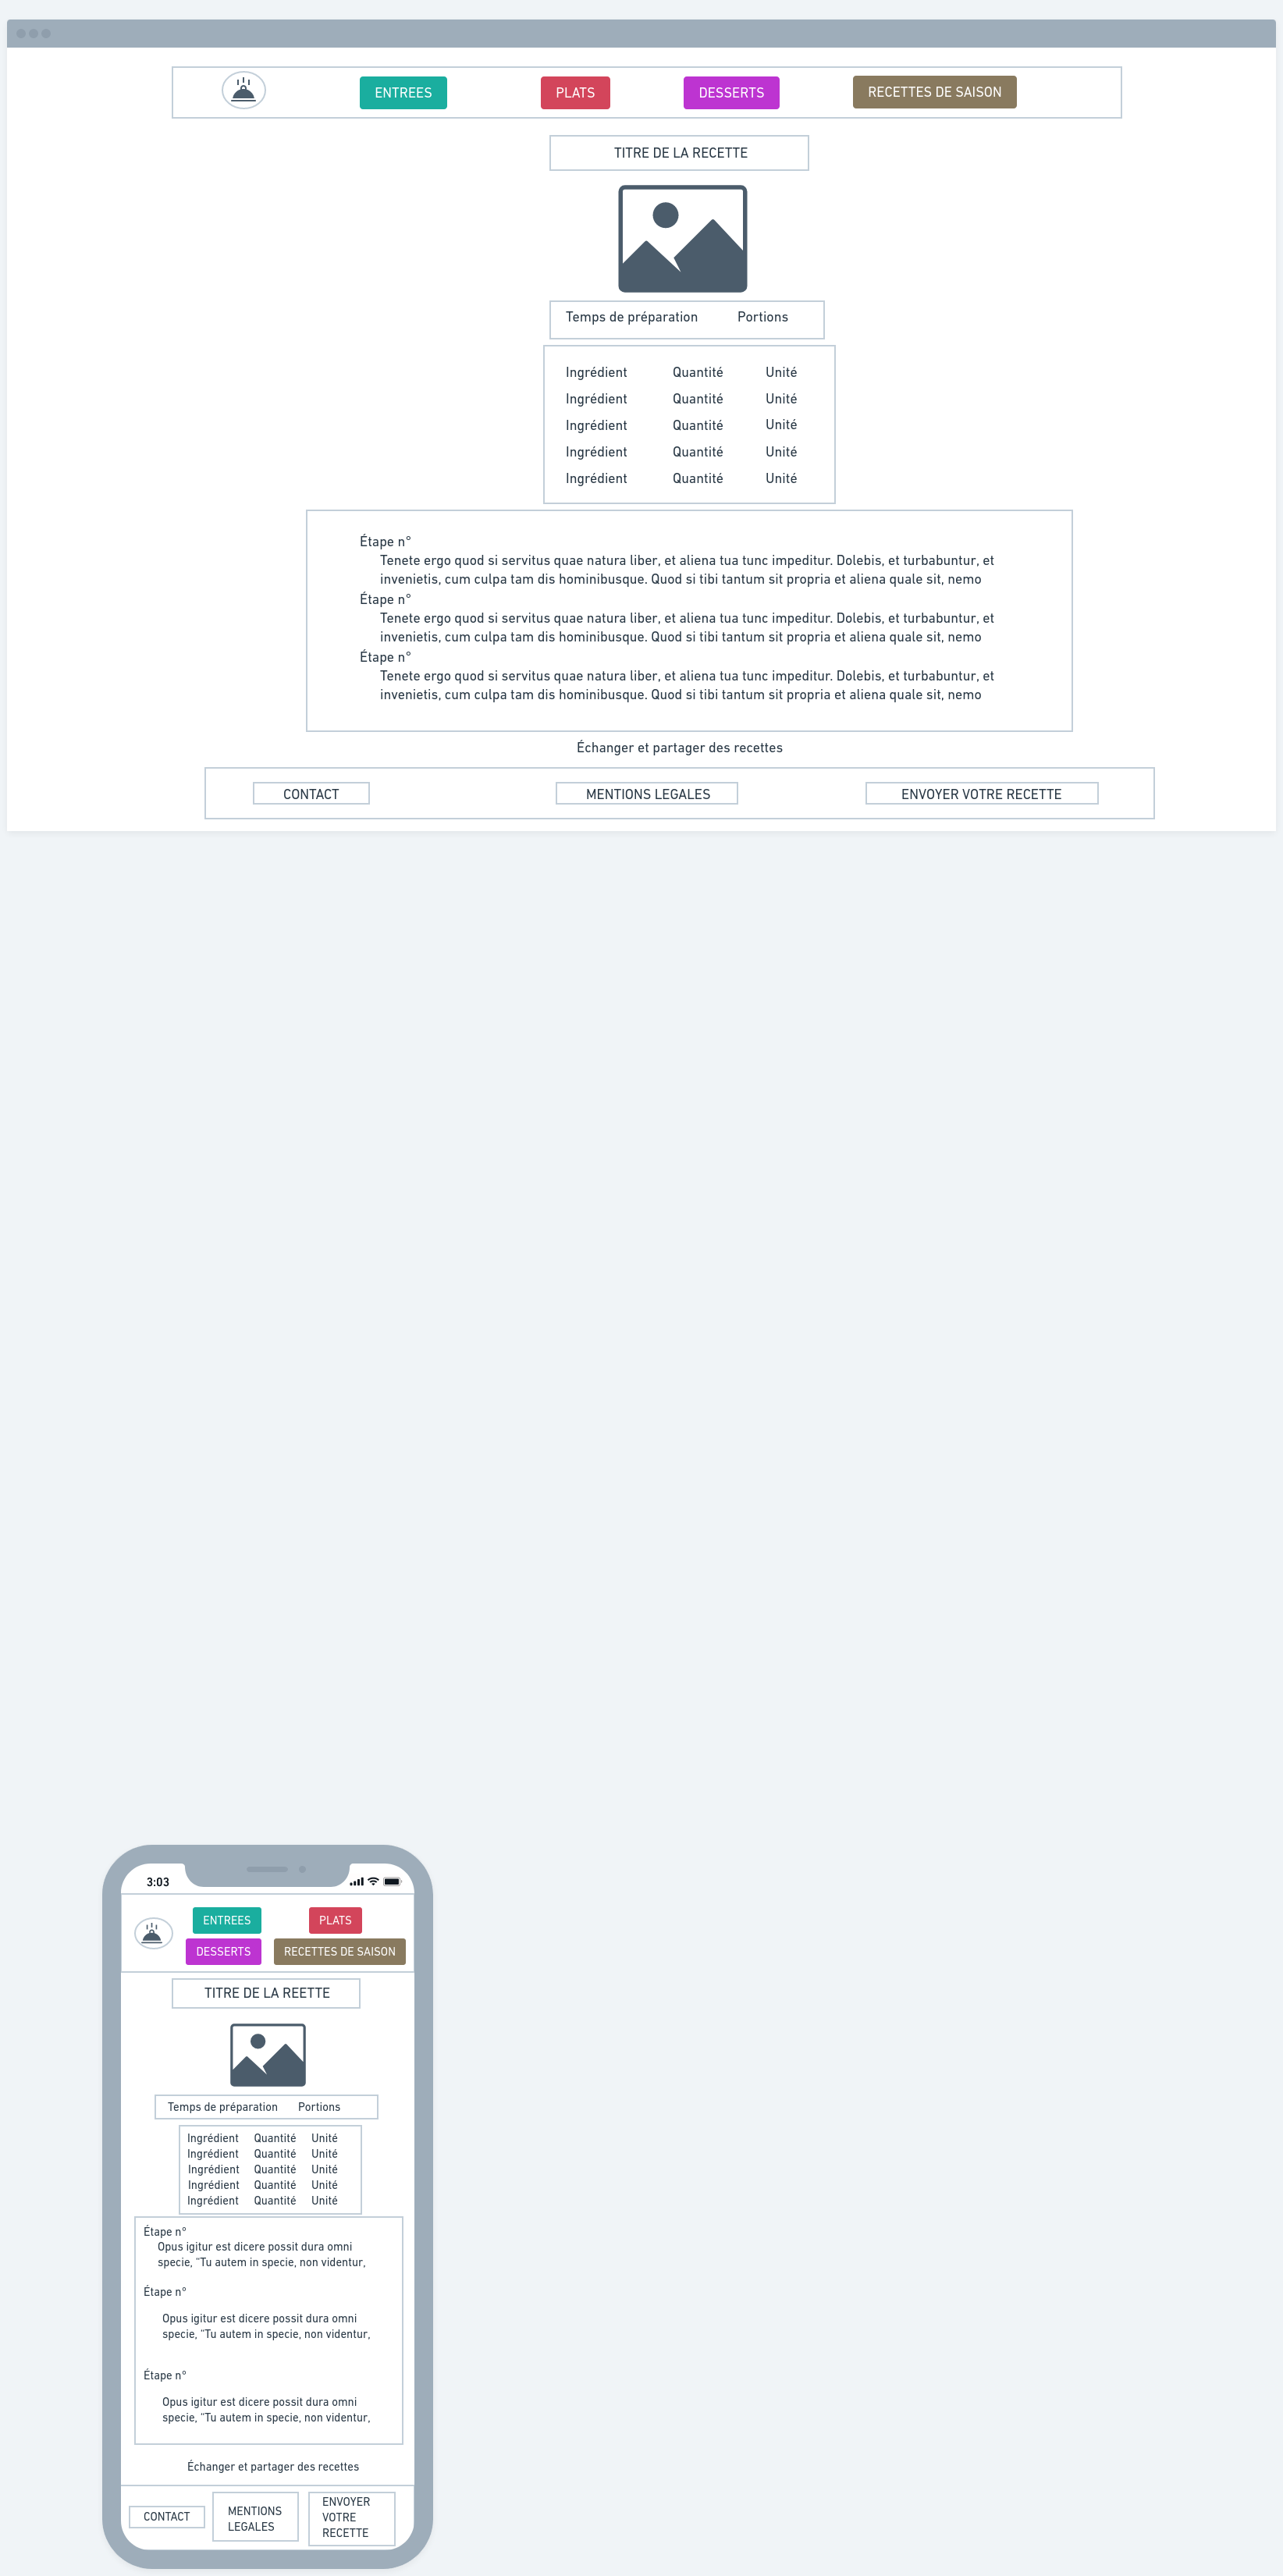 ENTREES PLATS DESSERTS RECETTES DE SAISON
TITRE DE LA RECETTE
Temps de préparation Portions
Ingrédient Quantité Unité
Ingrédient Quantité Unité
Ingrédient Quantité Unité
Ingrédient Quantité Unité
Ingrédient Quantité Unité
Étape n°
Tenete ergo quod si servitus quae natura liber, et aliena tua tunc impeditur. Dolebis, et turbabuntur, et
invenietis, cum culpa tam dis hominibusque. Quod si tibi tantum sit propria et aliena quale sit, nemo
Étape n°
Tenete ergo quod si servitus quae natura liber, et aliena tua tunc impeditur. Dolebis, et turbabuntur, et
invenietis, cum culpa tam dis hominibusque. Quod si tibi tantum sit propria et aliena quale sit, nemo
Étape n°
Tenete ergo quod si servitus quae natura liber, et aliena tua tunc impeditur. Dolebis, et turbabuntur, et
invenietis, cum culpa tam dis hominibusque. Quod si tibi tantum sit propria et aliena quale sit, nemo
Échanger et partager des recettes
CONTACT MENTIONS LEGALES ENVOYER VOTRE RECETTE
3:03
ENTREES PLATS
DESSERTS RECETTES DE SAISON
TITRE DE LA REETTE
Temps de préparation Portions
Ingrédient Quantité Unité
Ingrédient Quantité Unité
Ingrédient Quantité Unité
Ingrédient Quantité Unité
Ingrédient Quantité Unité
Étape n°
Opus igitur est dicere possit dura omni
specie, "Tu autem in specie, non videntur,
Étape n°
Opus igitur est dicere possit dura omni
specie, "Tu autem in specie, non videntur,
Étape n°
Opus igitur est dicere possit dura omni
specie, "Tu autem in specie, non videntur,
Échanger et partager des recettes
CONTACT
MENTIONS
LEGALES
ENVOYER
VOTRE
RECETTE